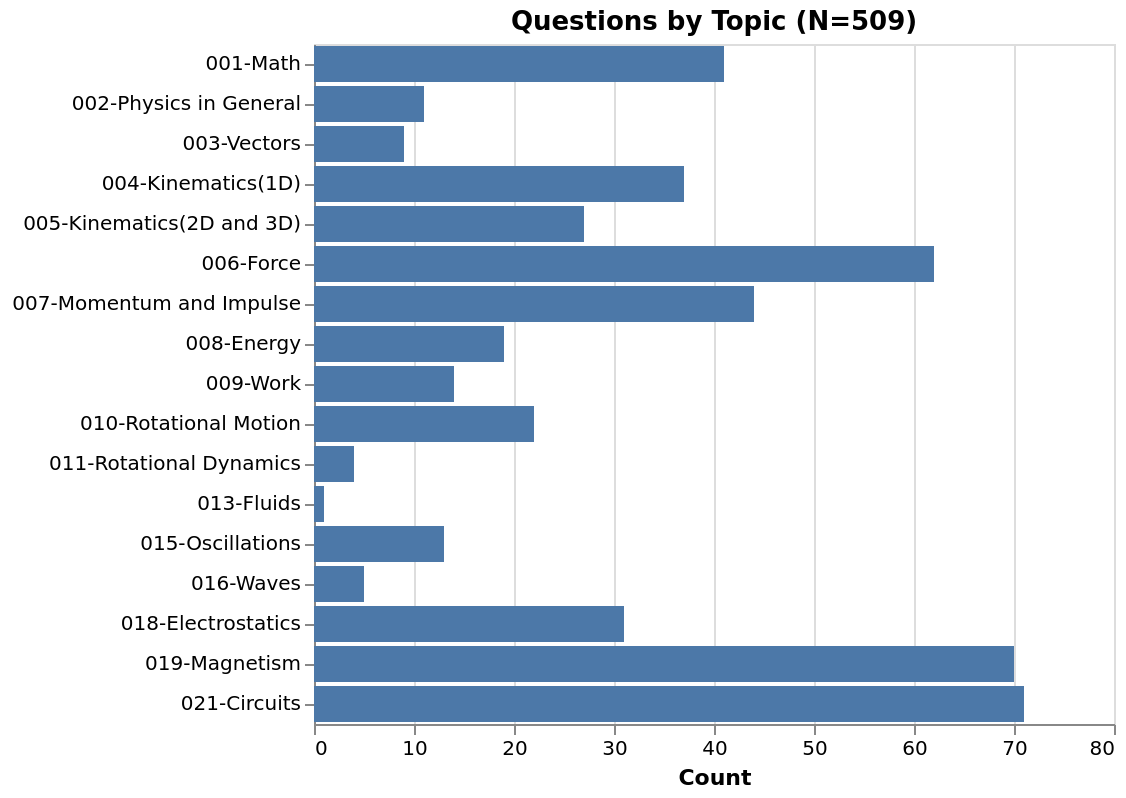 Questions by Topic (N=509)
001-Math
002-Physics in General
003-Vectors
004-Kinematics(1D)
005-Kinematics(2D and 3D)
006-Force
007-Momentum and Impulse
008-Energy
009-Work
010-Rotational Motion
011-Rotational Dynamics
013-Fluids
015-Oscillations
016-Waves
018-Electrostatics
019-Magnetism
021-Circuits
0 10 20 30 40 50 60 70 80
Count